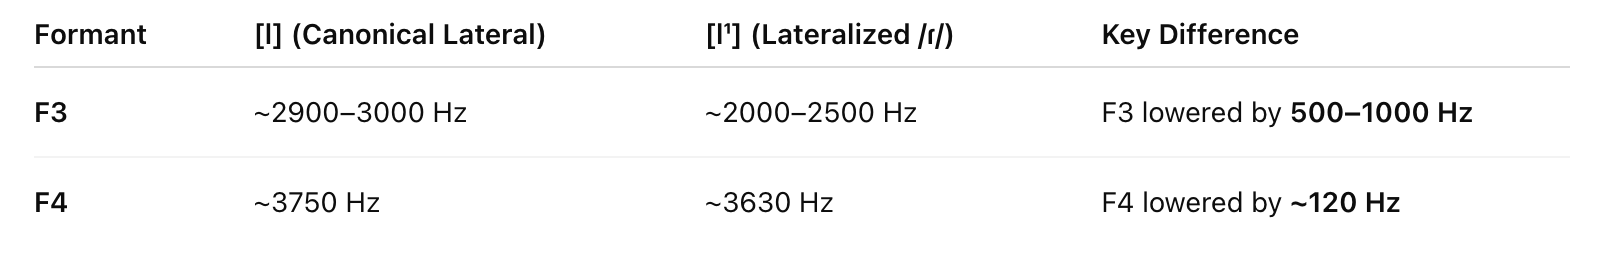 Formant [l] (Canonical Lateral) [l¹] (Lateralized /ɾ/) Key Difference
F3 ~2900–3000 Hz ~2000–2500 Hz F3 lowered by 500–1000 Hz
F4 ~3750 Hz ~3630 Hz F4 lowered by ~120 Hz